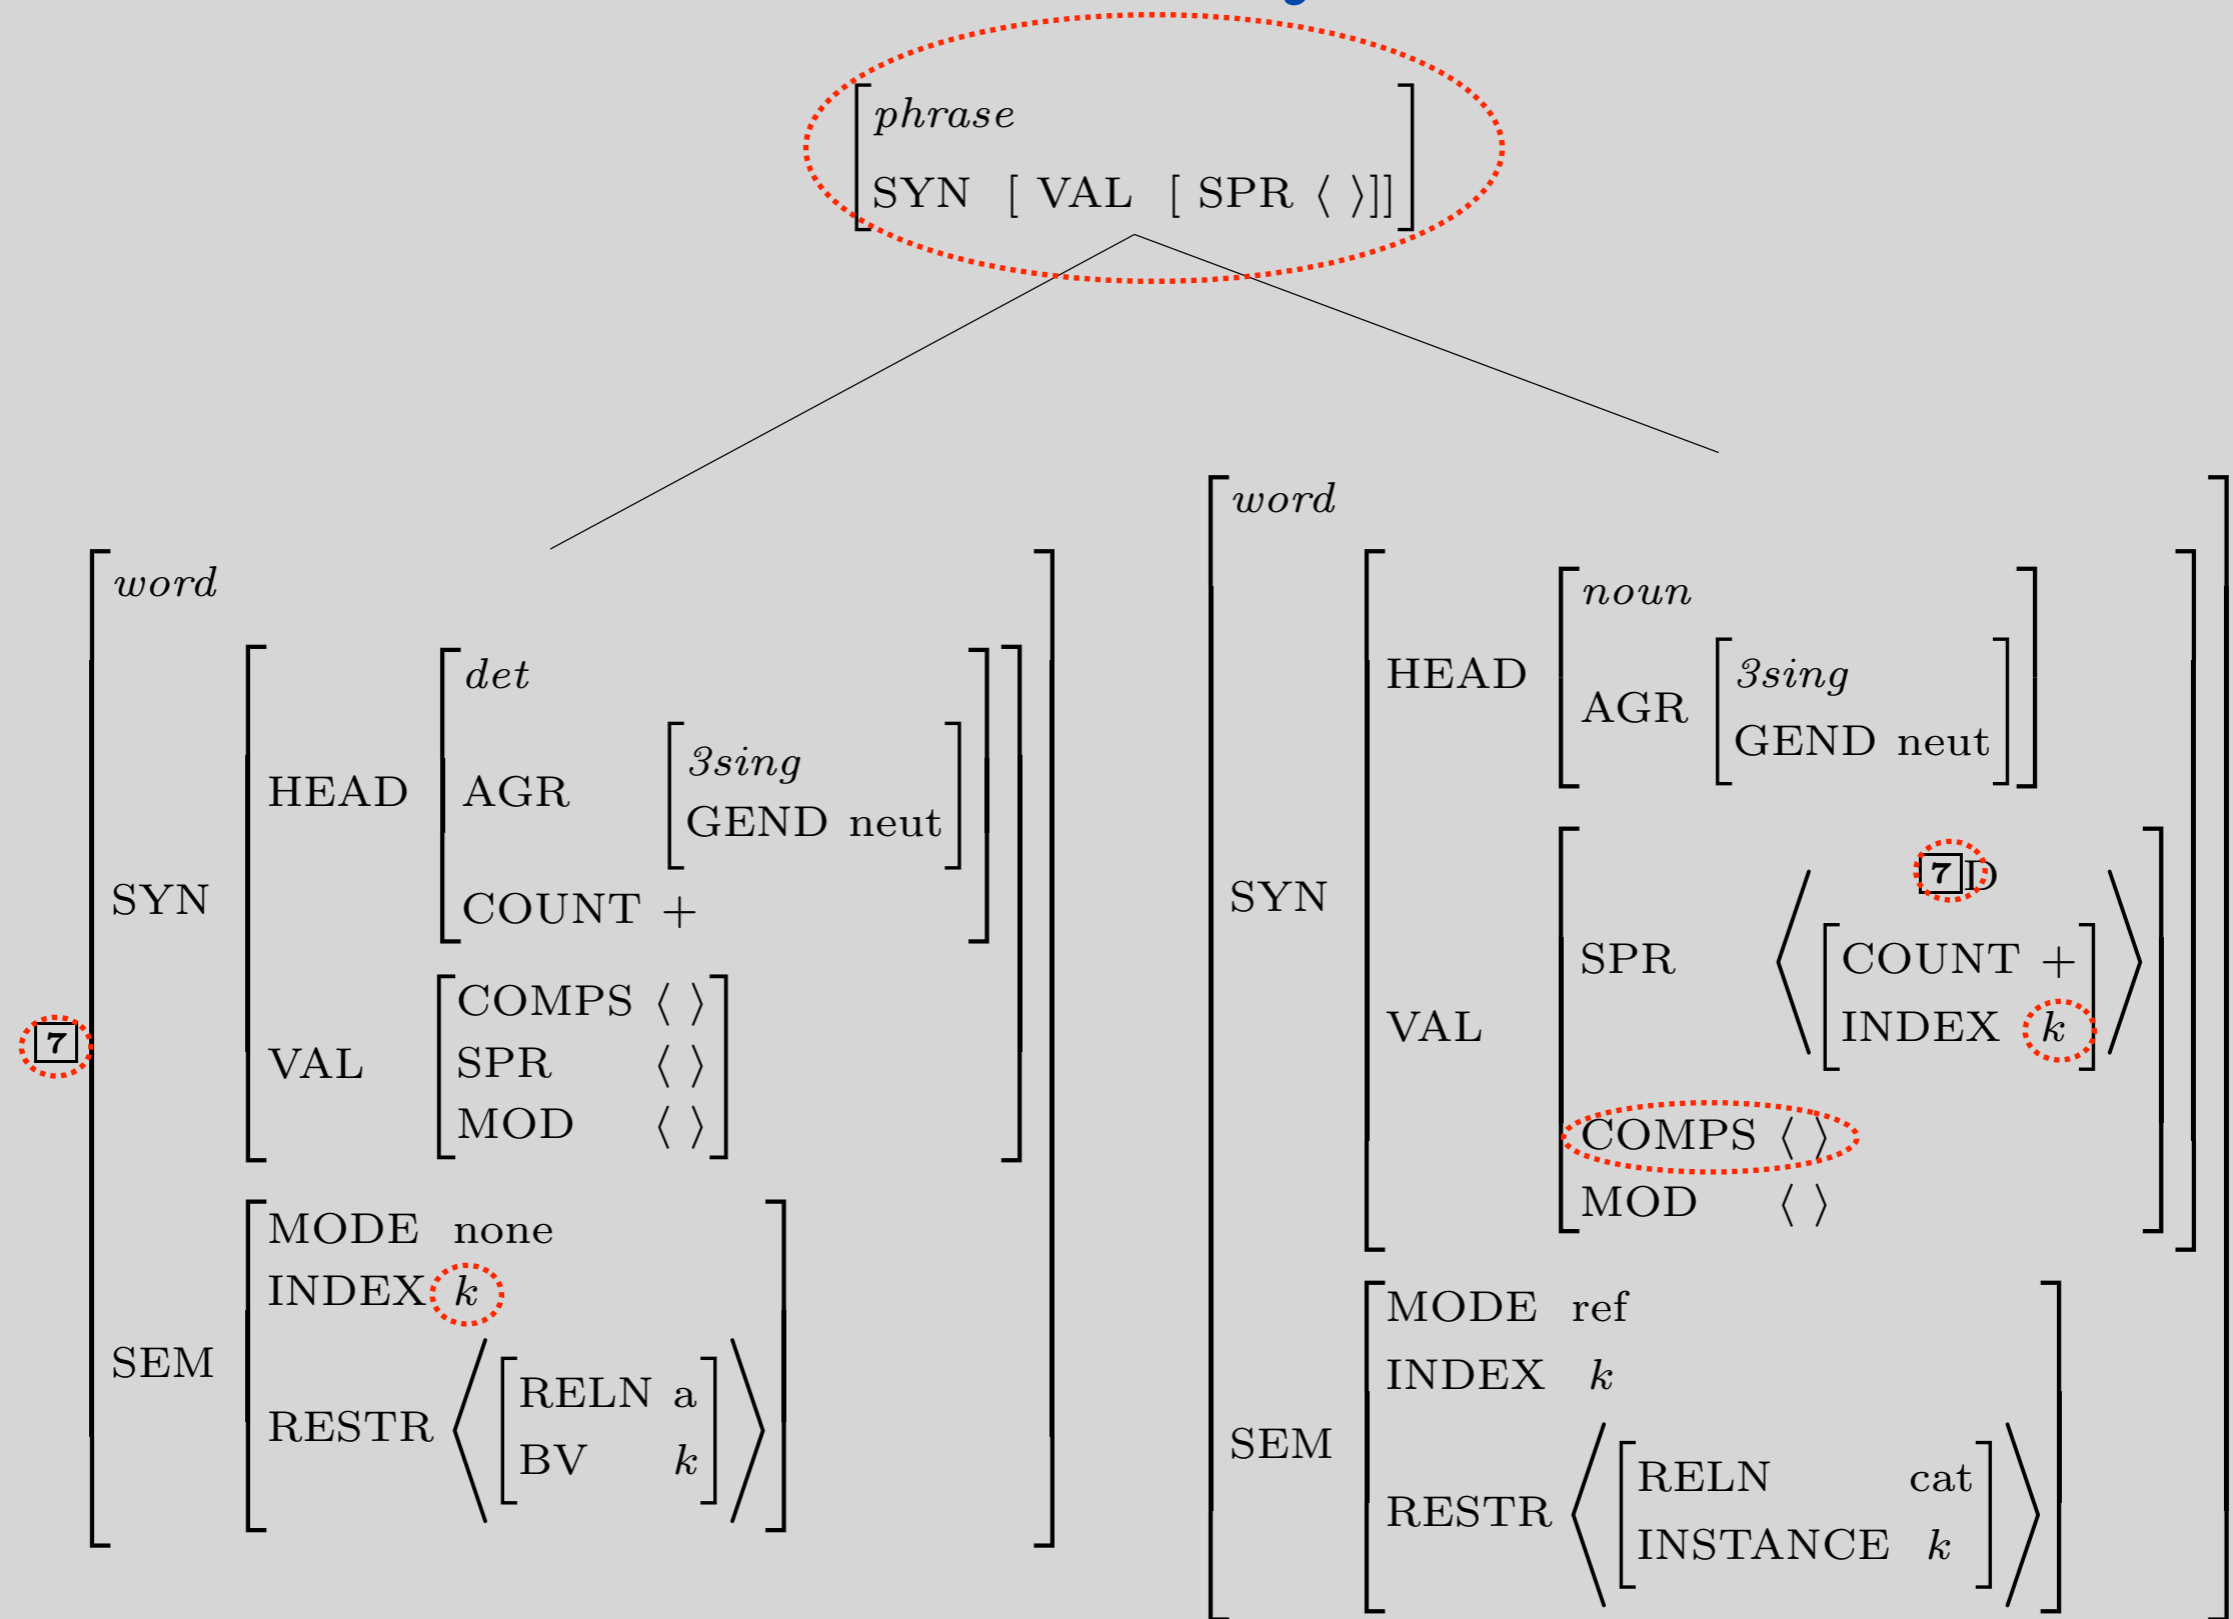 phrase
SYN [ VAL [ SPR ⟨ ⟩]]
7
word
SYN
HEAD
det
AGR
3sing
GEND neut
COUNT +
VAL
COMPS ⟨ ⟩
SPR ⟨ ⟩
MOD ⟨ ⟩
SEM
MODE none
INDEX k
RESTR
RELN a
BV k
word
SYN
HEAD
noun
AGR
3sing
GEND neut
VAL
SPR
7 D
COUNT +
INDEX k
COMPS ⟨ ⟩
MOD ⟨ ⟩
SEM
MODE ref
INDEX k
RESTR
RELN cat
INSTANCE k